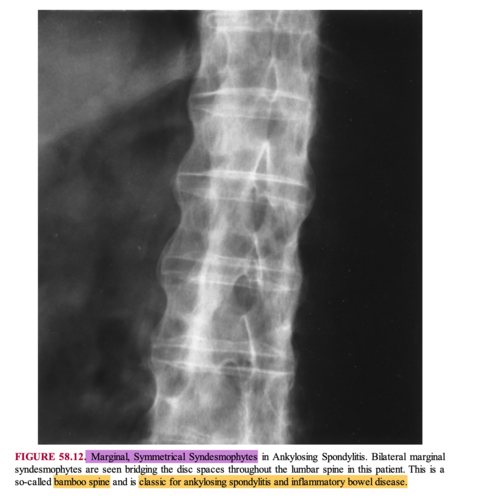 FIGURE 58.12. Marginal, Symmetrical Syndesmophytes in Ankylosing Spondylitis. Bilateral marginal
syndesmophytes are seen bridging the disc spaces throughout the lumbar spine in this patient. This is a
so-called bamboo spine and is classic for ankylosing spondylitis and inflammatory bowel disease.